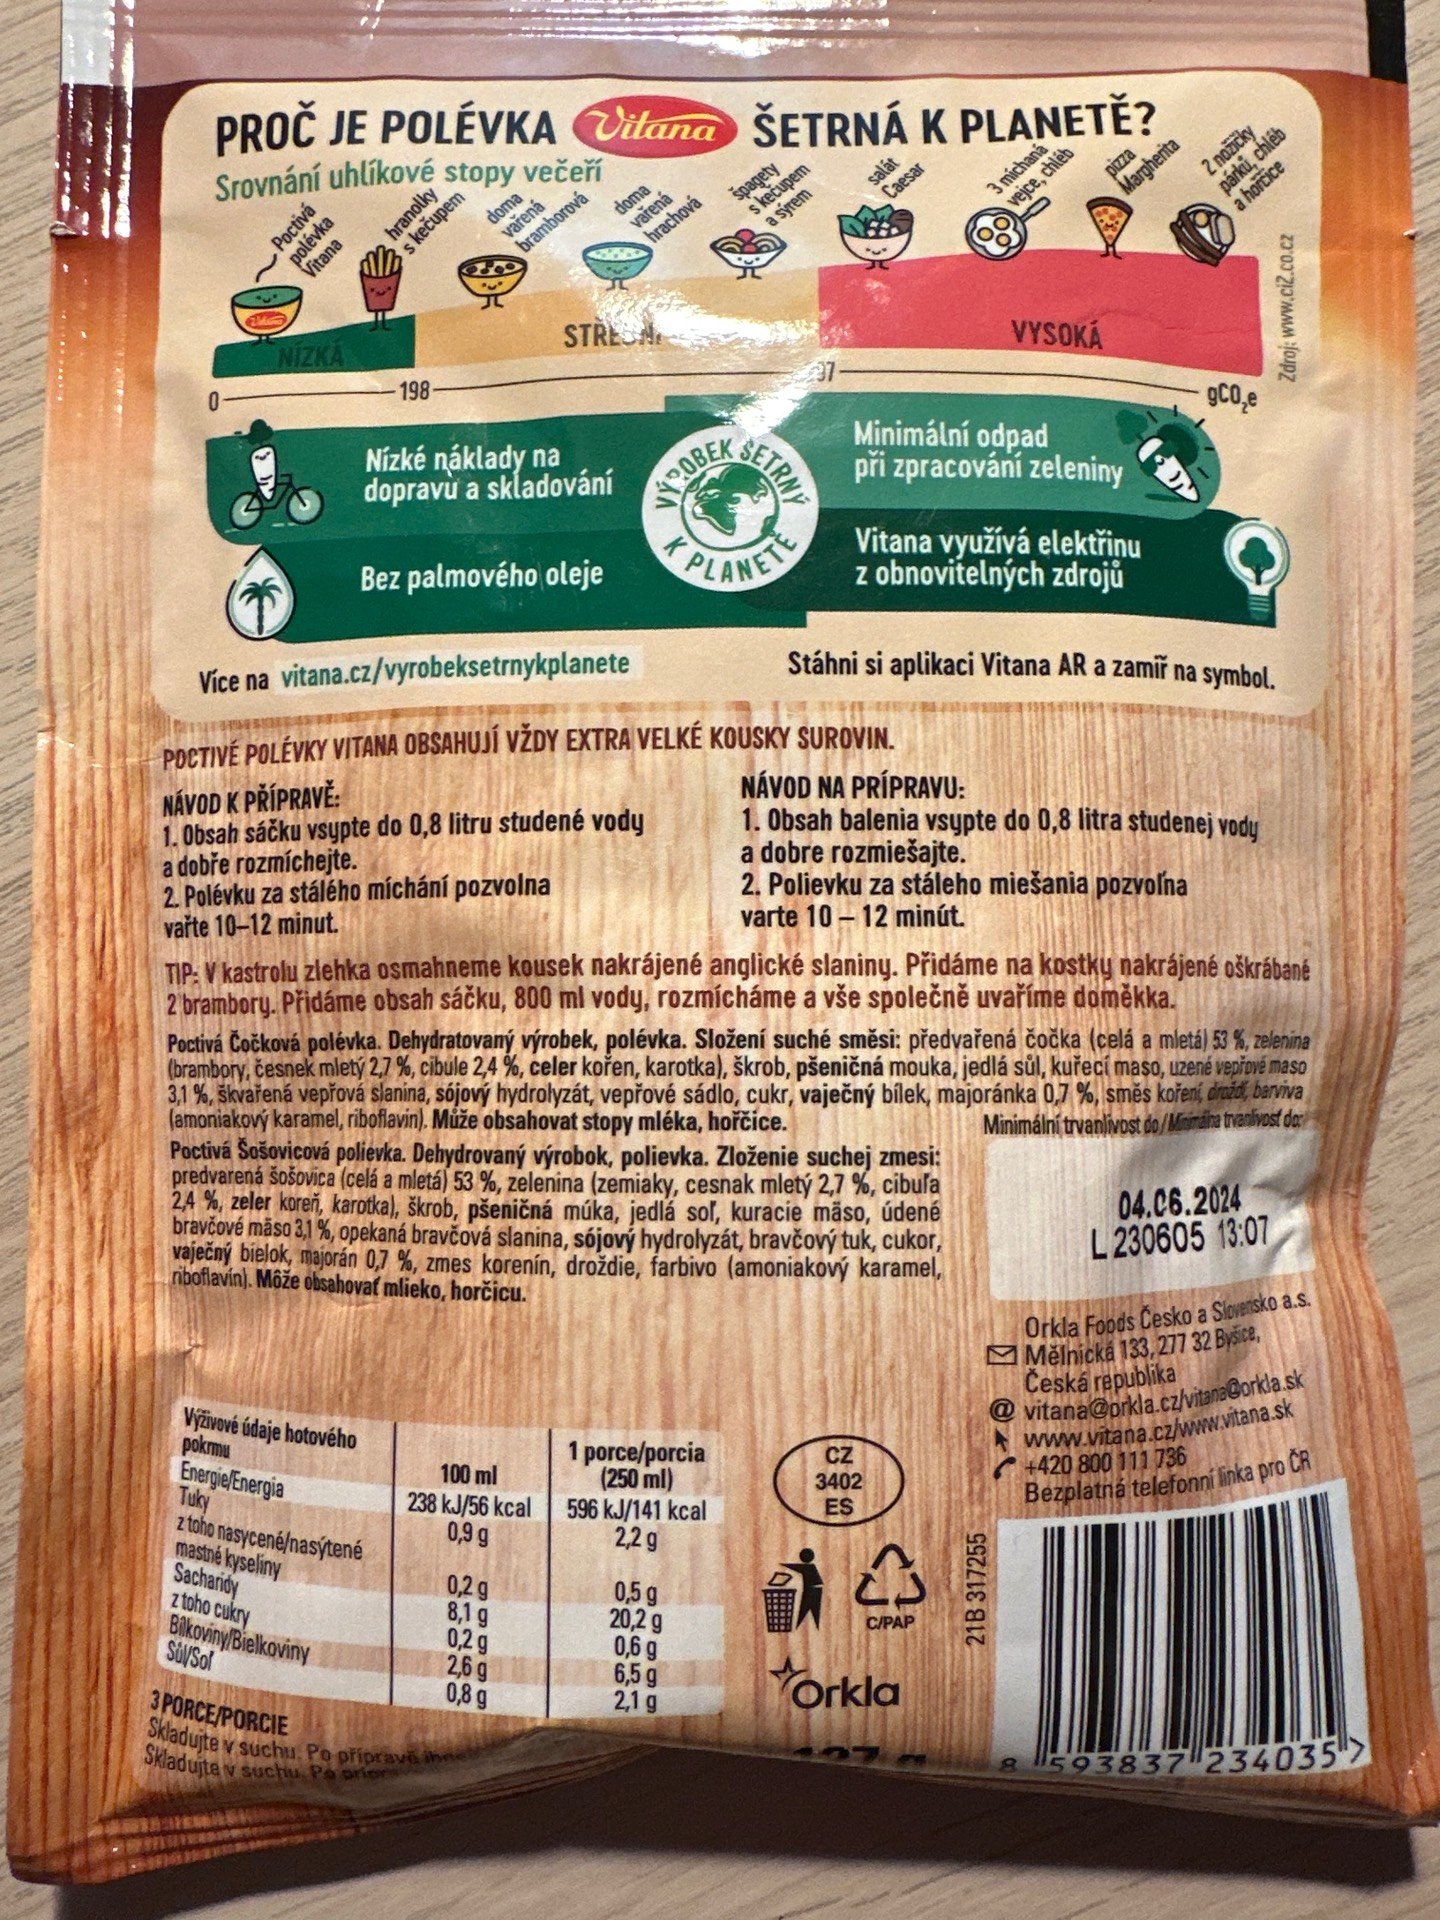 PROČ JE POLÉVKA Vitana ŠETRNÁ K PLANETĚ?
Srovnání uhlíkové stopy večeří
Poctivá
polévka
Vitana
hranolky
s kečupem
doma
vařená
bramborová
doma
vařená
hrachová
špagety
s kečupem
a sýrem
salát
Caesar
3 míchaná
vejce, chléb
pizza
Margherita
2 nožičky
párků, chléb
a hořčice
NÍZKÁ
STŘEDNÍ
VYSOKÁ
0
198
97
gCO₂e
Zdroj: www.ci2.co.cz
Nízké náklady na
dopravu a skladování
Bez palmového oleje
VÝROBEK ŠETRNÝ
K PLANETĚ
Minimální odpad
při zpracování zeleniny
Vitana využívá elektřinu
z obnovitelných zdrojů
Více na vitana.cz/vyrobeksetrnykplanete
Stáhni si aplikaci Vitana AR a zamiř na symbol.
POCTIVÉ POLÉVKY VITANA OBSAHUJÍ VŽDY EXTRA VELKÉ KOUSKY SUROVIN.
NÁVOD K PŘÍPRAVĚ:
1. Obsah sáčku vsypte do 0,8 litru studené vody
a dobře rozmíchejte.
2. Polévku za stálého míchání pozvolna
vařte 10–12 minut.
NÁVOD NA PRÍPRAVU:
1. Obsah balenia vsypte do 0,8 litra studenej vody
a dobre rozmiešajte.
2. Polievku za stáleho miešania pozvoľna
varte 10 – 12 minút.
TIP: V kastrolu zlehka osmahneme kousek nakrájené anglické slaniny. Přidáme na kostky nakrájené oškrábané
2 brambory. Přidáme obsah sáčku, 800 ml vody, rozmícháme a vše společně uvaříme doměkka.
Poctivá Čočková polévka. Dehydratovaný výrobek, polévka. Složení suché směsi: předvařená čočka (celá a mletá) 53 %, zelenina
(brambory, česnek mletý 2,7 %, cibule 2,4 %, celer kořen, karotka), škrob, pšeničná mouka, jedlá sůl, kuřecí maso, uzené vepřové maso
3,1 %, škvařená vepřová slanina, sójový hydrolyzát, vepřové sádlo, cukr, vaječný bílek, majoránka 0,7 %, směs koření, droždí, barviva
(amoniakový karamel, riboflavin). Může obsahovat stopy mléka, hořčice.
Poctivá Šošovicová polievka. Dehydrovaný výrobok, polievka. Zloženie suchej zmesi:
predvarená šošovica (celá a mletá) 53 %, zelenina (zemiaky, cesnak mletý 2,7 %, cibuľa
2,4 %, zeler koreň, karotka), škrob, pšeničná múka, jedlá soľ, kuracie mäso, údené
bravčové mäso 3,1 %, opekaná bravčová slanina, sójový hydrolyzát, bravčový tuk, cukor,
vaječný bielok, majorán 0,7 %, zmes korenín, droždie, farbivo (amoniakový karamel,
riboflavín). Môže obsahovať mlieko, horčicu.
Minimální trvanlivost do/Minimálna trvanlivosť do:
04.06.2024
L 230605 13:07
Orkla Foods Česko a Slovensko a.s.
Mělnická 133, 277 32 Byšice,
Česká republika
@ vitana@orkla.cz/vitana@orkla.sk
www.vitana.cz/www.vitana.sk
+420 800 111 736
Bezplatná telefonní linka pro ČR
Výživové údaje hotového
pokrmu 100 ml 1 porce/porcia (250 ml)
Energie/Energia 238 kJ/56 kcal 596 kJ/141 kcal
Tuky 0,9 g 2,2 g
z toho nasycené/nasýtené
mastné kyseliny 0,2 g 0,5 g
Sacharidy 8,1 g 20,2 g
z toho cukry 0,2 g 0,6 g
Bílkoviny/Bielkoviny 2,6 g 6,5 g
Sůl/Soľ 0,8 g 2,1 g
3 PORCE/PORCIE
Skladujte v suchu. Po přípravě
Skladujte v suchu. Po
CZ
3402
ES
C/PAP
Orkla
21B 317255
8 593837 234035 >